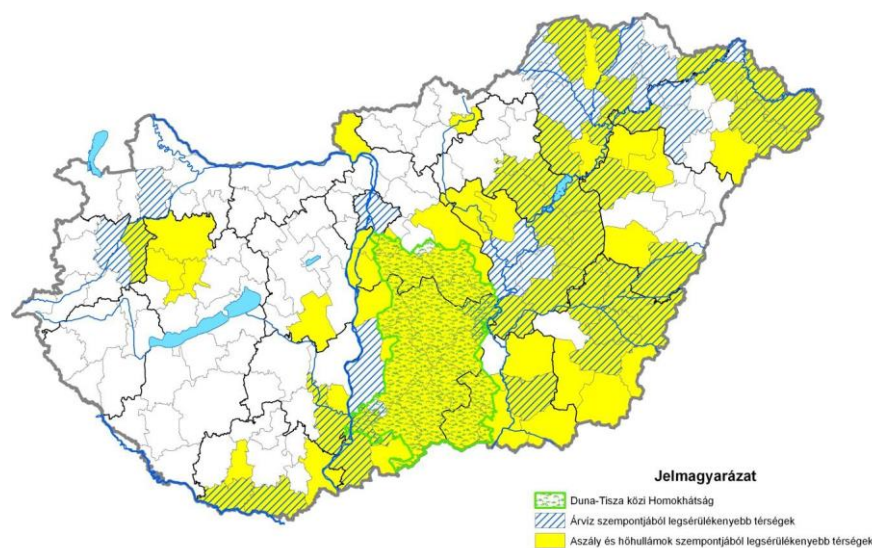 Jelmagyarázat
Duna-Tisza közi Homokhátság
Árvíz szempontjából legsérülékenyebb térségek
Aszály és hőhullámok szempontjából legsérülékenyebb térségek